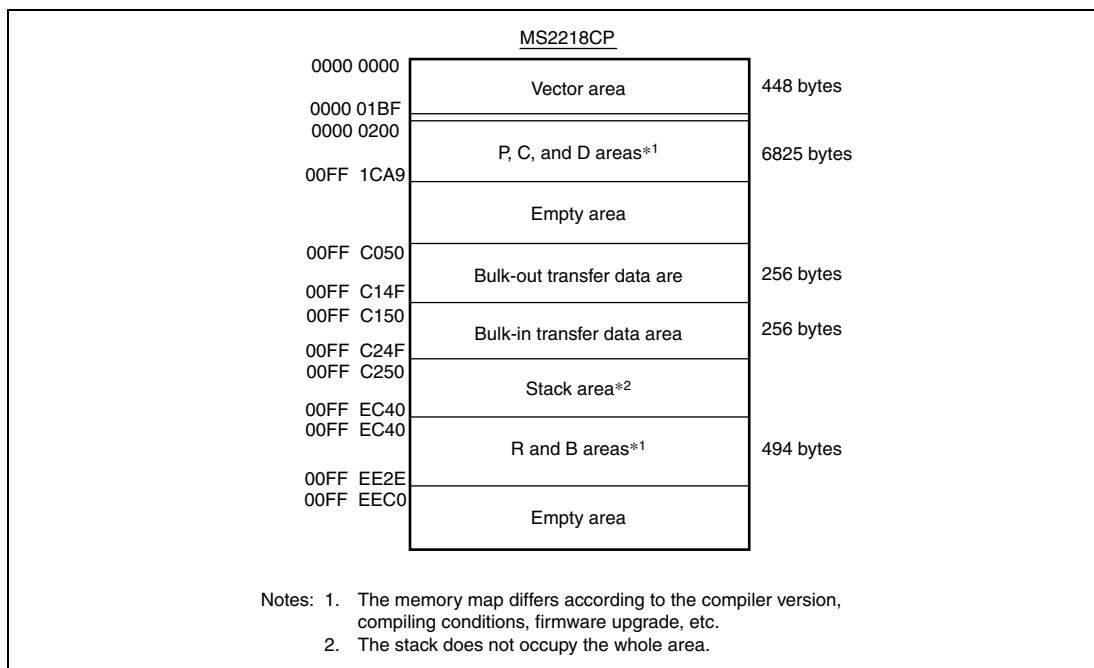 MS2218CP
0000 0000
Vector area
448 bytes
0000 01BF
0000 0200
P, C, and D areas*1
6825 bytes
00FF 1CA9
Empty area
00FF C050
Bulk-out transfer data are
256 bytes
00FF C14F
00FF C150
Bulk-in transfer data area
256 bytes
00FF C24F
00FF C250
Stack area*2
00FF EC40
00FF EC40
R and B areas*1
494 bytes
00FF EE2E
00FF EEC0
Empty area
Notes: 1. The memory map differs according to the compiler version,
compiling conditions, firmware upgrade, etc.
2. The stack does not occupy the whole area.